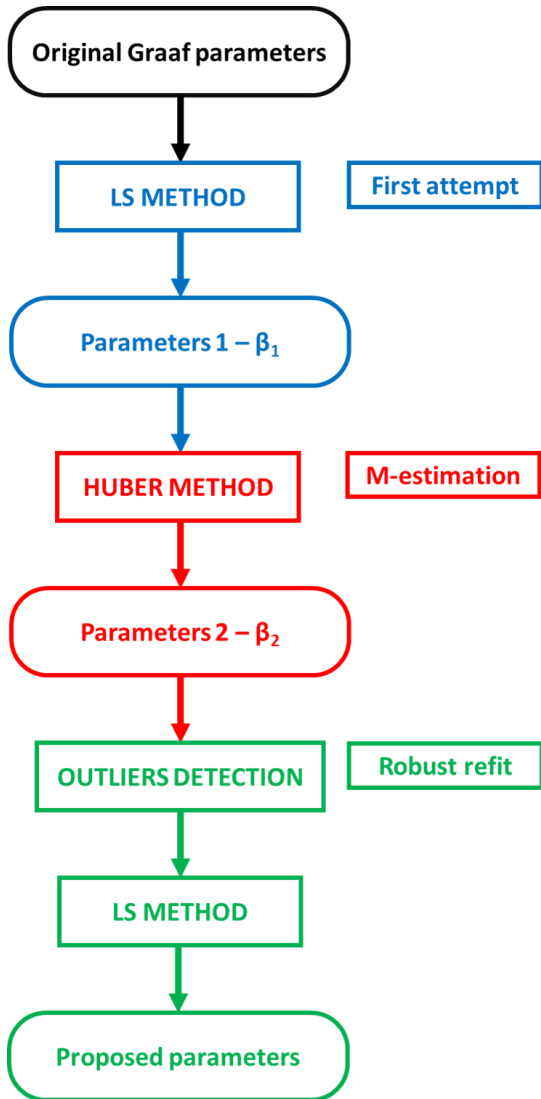 Original Graaf parameters
LS METHOD
First attempt
Parameters 1 – β₁
HUBER METHOD
M-estimation
Parameters 2 – β₂
OUTLIERS DETECTION
Robust refit
LS METHOD
Proposed parameters